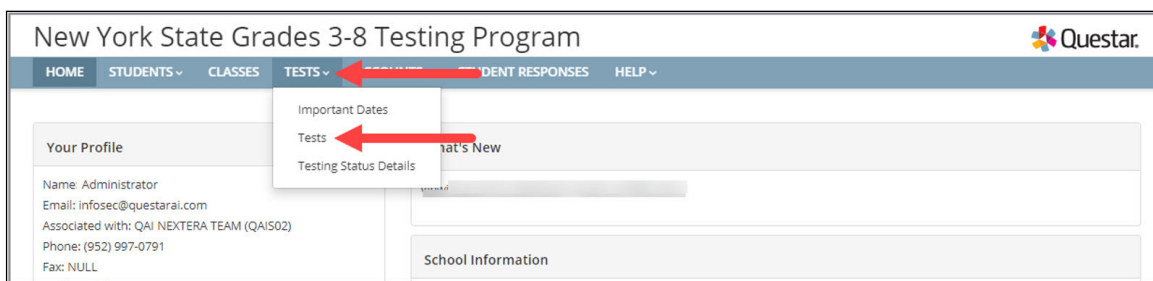 New York State Grades 3-8 Testing Program
Questar.
HOME STUDENTS CLASSES TESTS STUDENT RESPONSES HELP
Important Dates
Tests
Testing Status Details
Your Profile
What's New
Name: Administrator
Email: infosec@questarai.com
Associated with: QAI NEXTERA TEAM (QAIS02)
Phone: (952) 997-0791
Fax: NULL
School Information